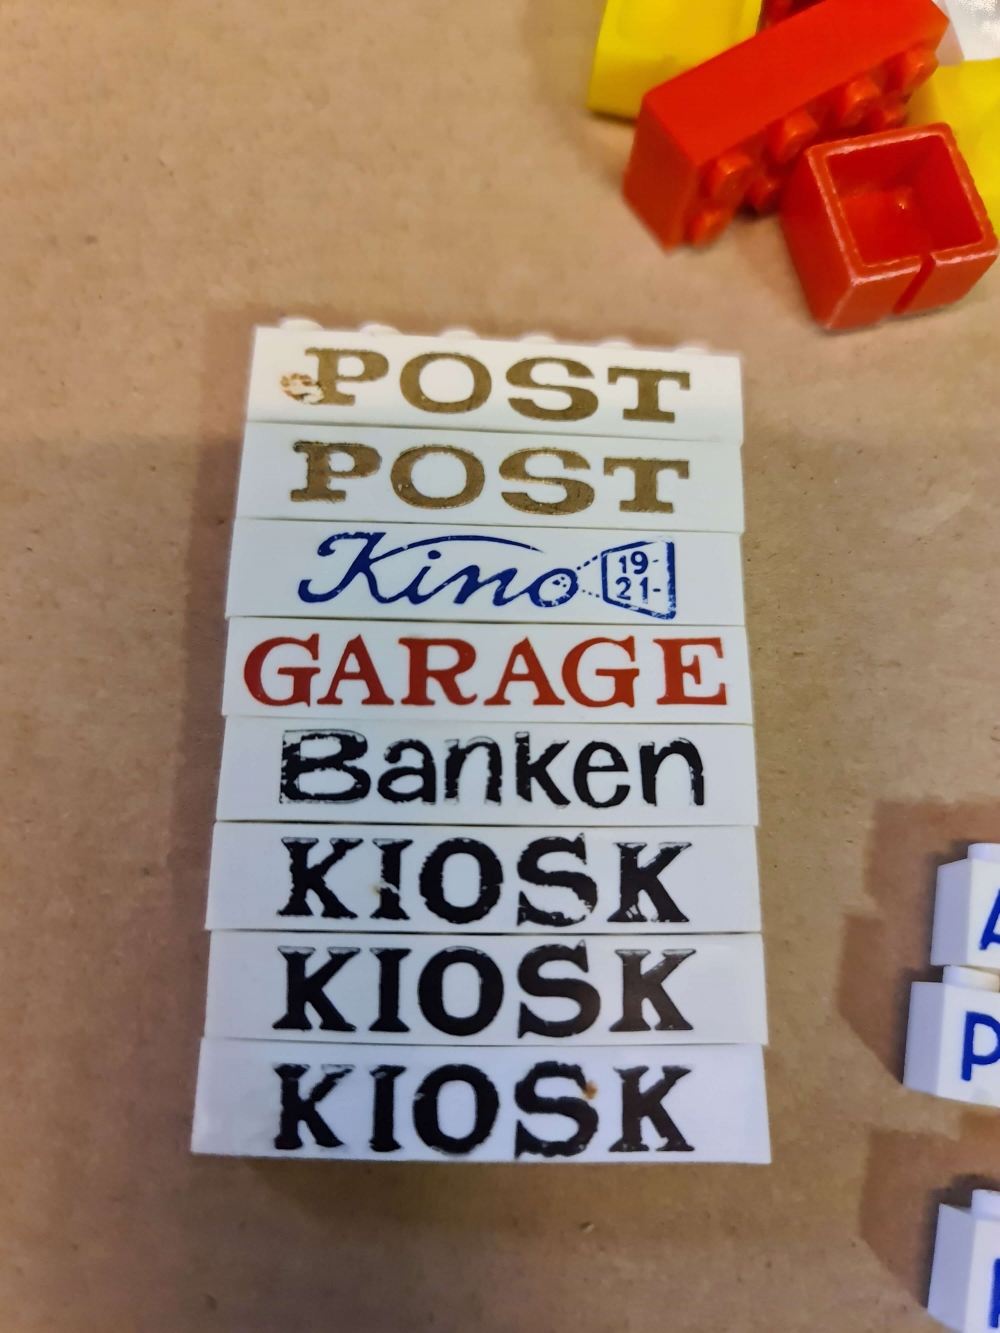 POST
POST
Kino 19-
21-
GARAGE
Banken
KIOSK
KIOSK
KIOSK
A
P